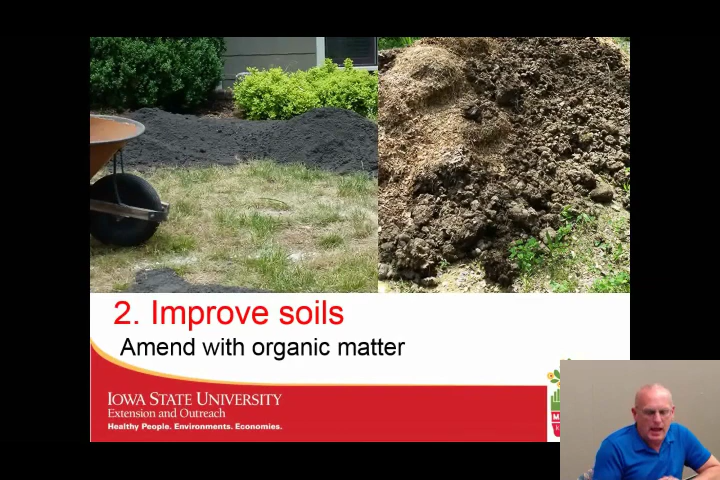 2. Improve soils
Amend with organic matter
IOWA STATE UNIVERSITY
Extension and Outreach
Healthy People. Environments. Economies.